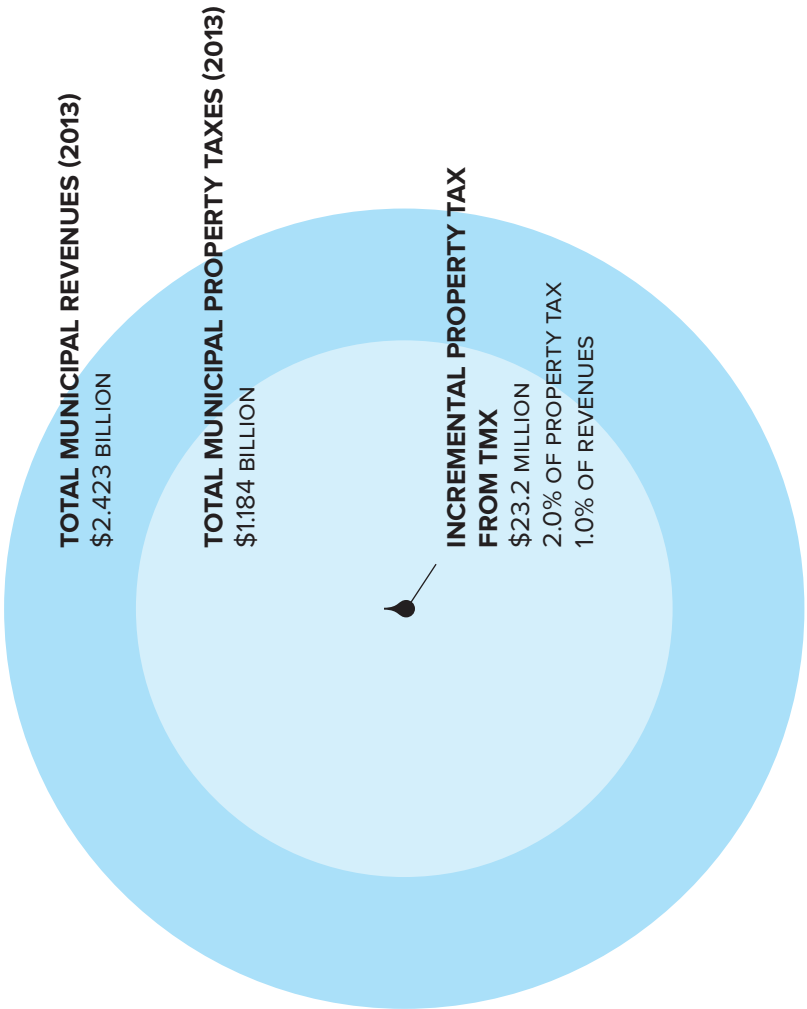 TOTAL MUNICIPAL REVENUES (2013)
$2.423 BILLION
TOTAL MUNICIPAL PROPERTY TAXES (2013)
$1.184 BILLION
INCREMENTAL PROPERTY TAX
FROM TMX
$23.2 MILLION
2.0% OF PROPERTY TAX
1.0% OF REVENUES